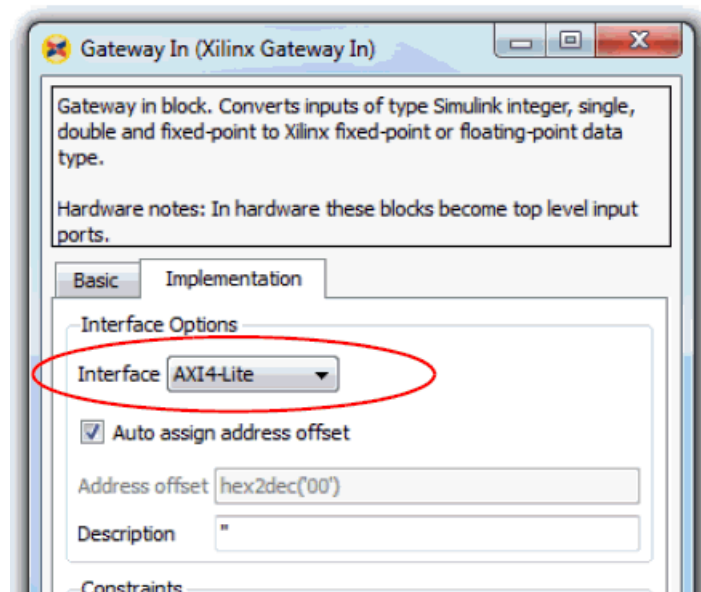 Gateway In (Xilinx Gateway In)
Gateway in block. Converts inputs of type Simulink integer, single,
double and fixed-point to Xilinx fixed-point or floating-point data
type.
Hardware notes: In hardware these blocks become top level input
ports.
Basic Implementation
Interface Options
Interface AXI4-Lite
Auto assign address offset
Address offset hex2dec('00')
Description ''
Constraints